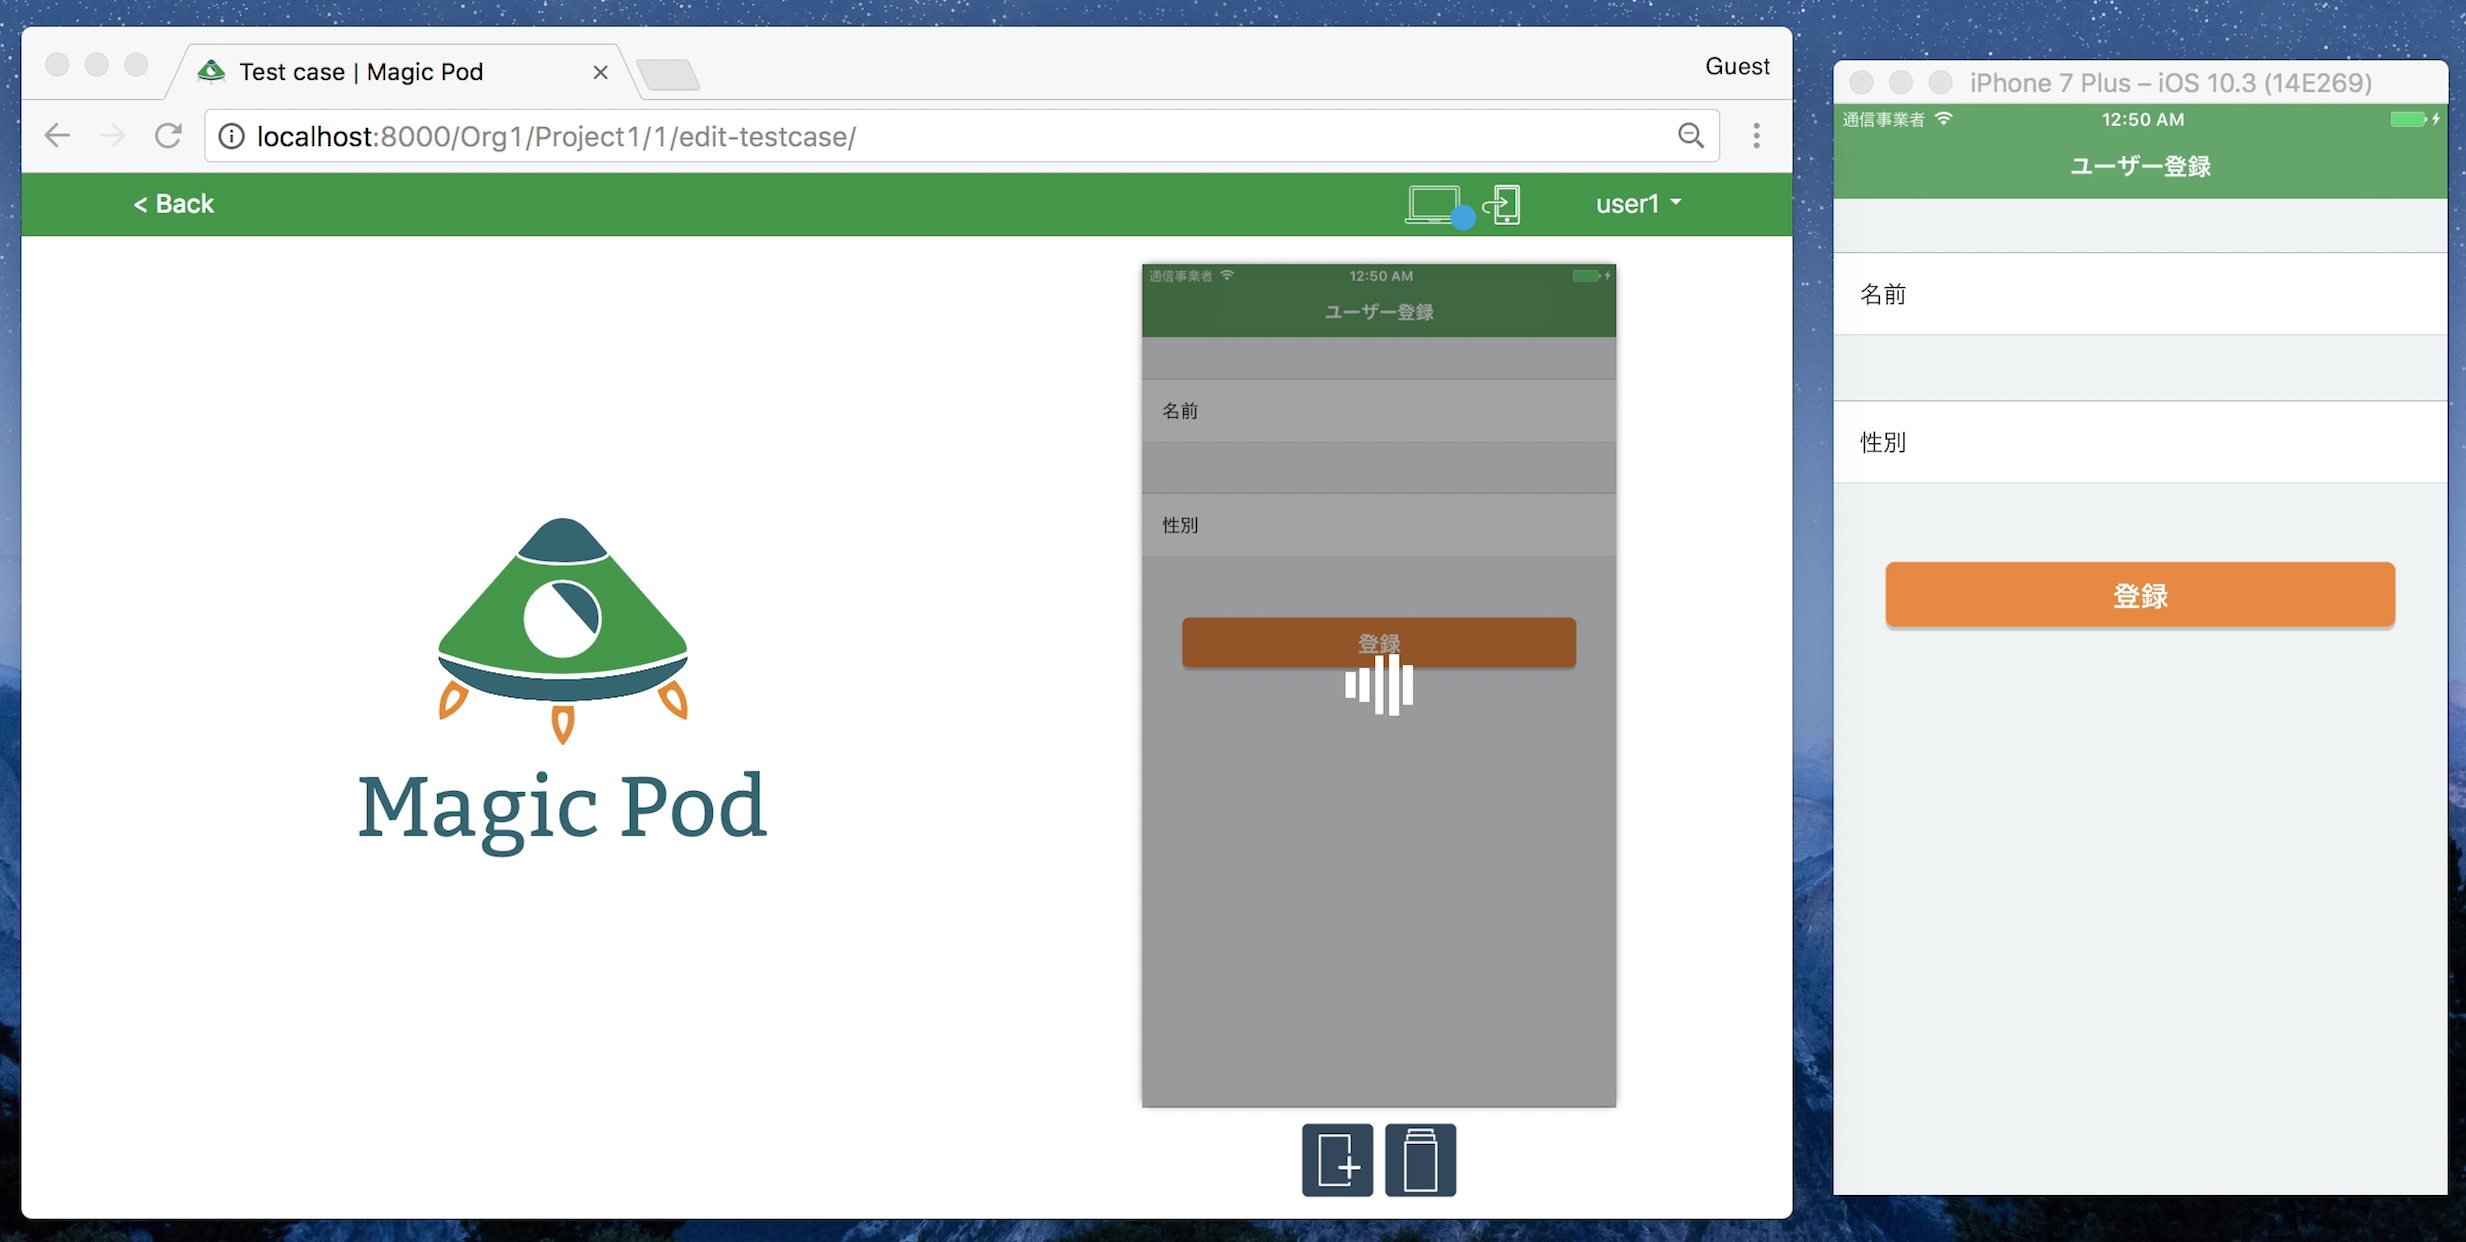 Test case | Magic Pod
Guest
localhost:8000/Org1/Project1/1/edit-testcase/
< Back
user1
通信事業者
12:50 AM
ユーザー登録
名前
性別
登録
Magic Pod
iPhone 7 Plus – iOS 10.3 (14E269)
通信事業者
12:50 AM
ユーザー登録
名前
性別
登録